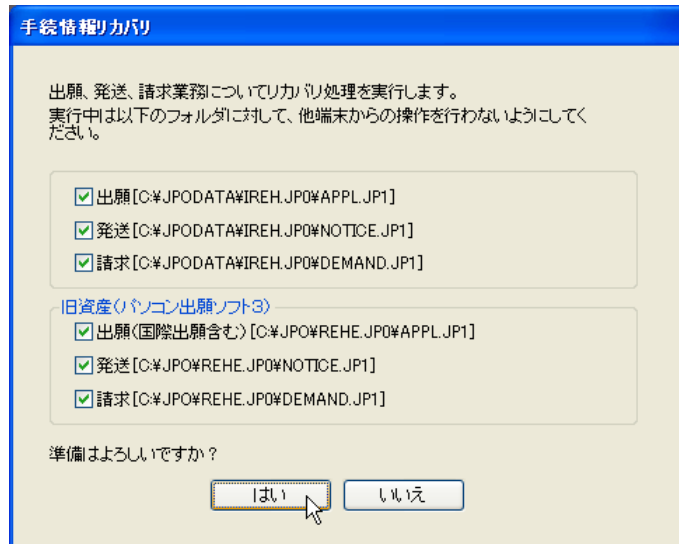 手続情報リカバリ
出願、発送、請求業務についてリカバリ処理を実行します。
実行中は以下のフォルダに対して、他端末からの操作を行わないようにしてく
ださい。
出願[C:¥JPODATA¥IREH.JP0¥APPL.JP1]
発送[C:¥JPODATA¥IREH.JP0¥NOTICE.JP1]
請求[C:¥JPODATA¥IREH.JP0¥DEMAND.JP1]
旧資産(パソコン出願ソフト3)
出願(国際出願含む)[C:¥JPO¥REHE.JP0¥APPL.JP1]
発送[C:¥JPO¥REHE.JP0¥NOTICE.JP1]
請求[C:¥JPO¥REHE.JP0¥DEMAND.JP1]
準備はよろしいですか？
はい いいえ